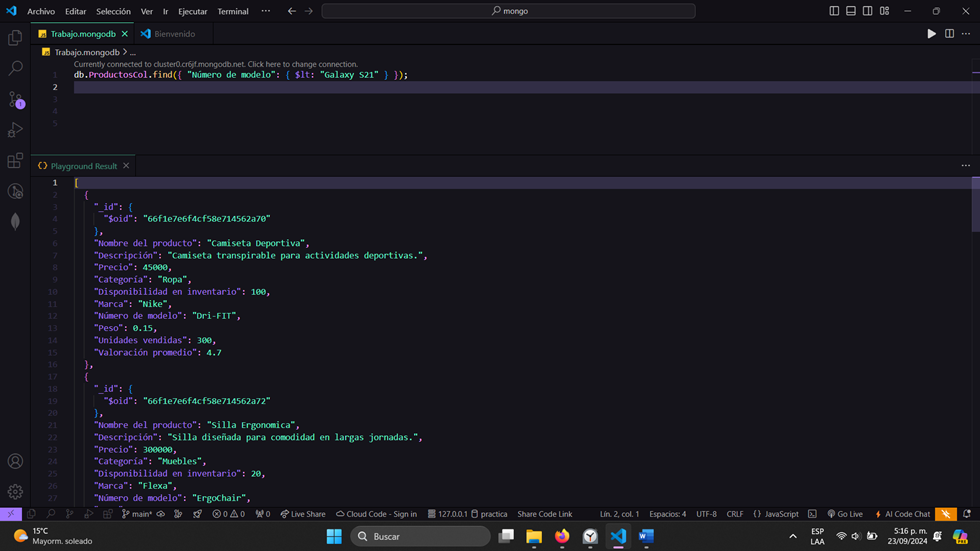 Archivo Editar Selección Ver Ir Ejecutar Terminal ··· mongo
Trabajo.mongodb Bienvenido
Trabajo.mongodb > ...
Currently connected to cluster0.cr6jf.mongodb.net. Click here to change connection.
1 db.ProductosCol.find({ "Número de modelo": { $lt: "Galaxy S21" } });
2
3
4
5
Playground Result
1 [
2 {
3 "_id": {
4 "$oid": "66f1e7e6f4cf58e714562a70"
5 },
6 "Nombre del producto": "Camiseta Deportiva",
7 "Descripción": "Camiseta transpirable para actividades deportivas.",
8 "Precio": 45000,
9 "Categoría": "Ropa",
10 "Disponibilidad en inventario": 100,
11 "Marca": "Nike",
12 "Número de modelo": "Dri-FIT",
13 "Peso": 0.15,
14 "Unidades vendidas": 300,
15 "Valoración promedio": 4.7
16 },
17 {
18 "_id": {
19 "$oid": "66f1e7e6f4cf58e714562a72"
20 },
21 "Nombre del producto": "Silla Ergonomica",
22 "Descripción": "Silla diseñada para comodidad en largas jornadas.",
23 "Precio": 300000,
24 "Categoría": "Muebles",
25 "Disponibilidad en inventario": 20,
26 "Marca": "Flexa",
27 "Número de modelo": "ErgoChair",
main* 0 0 0 Live Share Cloud Code - Sign in 127.0.0.1 practica Share Code Link Lín. 2, col. 1 Espacios: 4 UTF-8 CRLF {} JavaScript Go Live AI Code Chat
15°C
Mayorm. soleado
Buscar
ESP
LAA
5:16 p. m.
23/09/2024